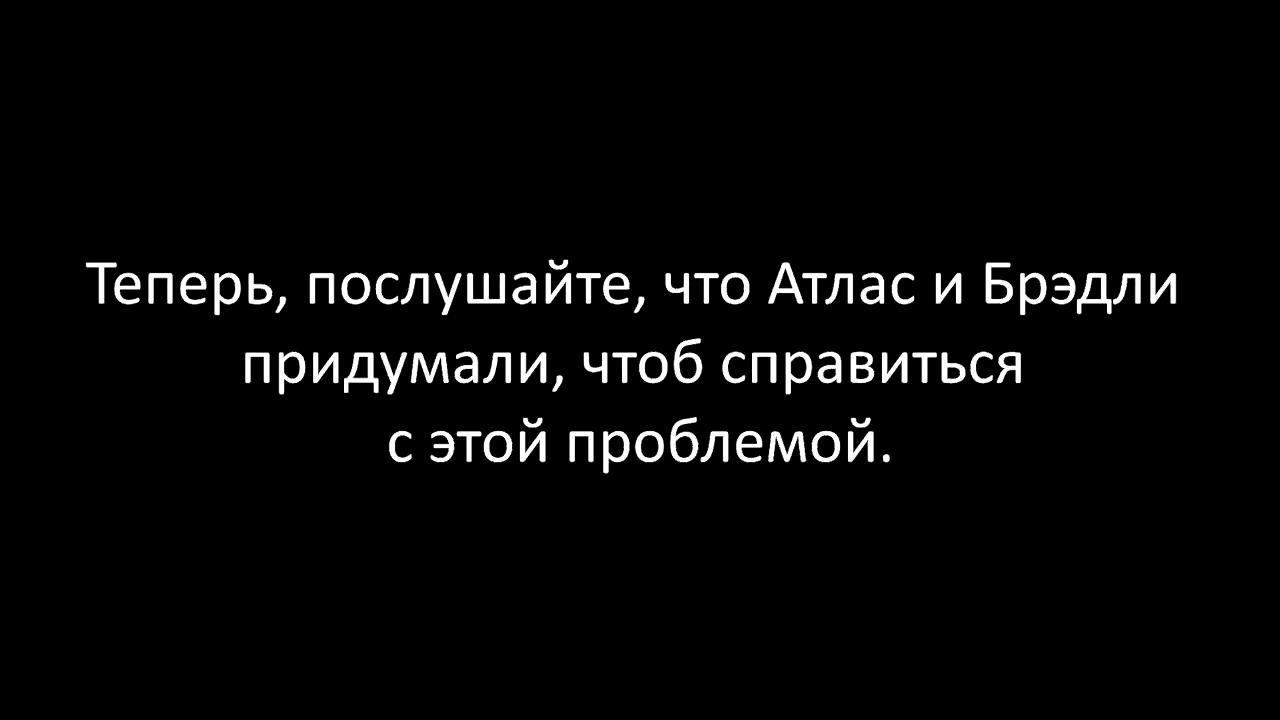 Теперь, послушайте, что Атлас и Брэдли
придумали, чтоб справиться
с этой проблемой.